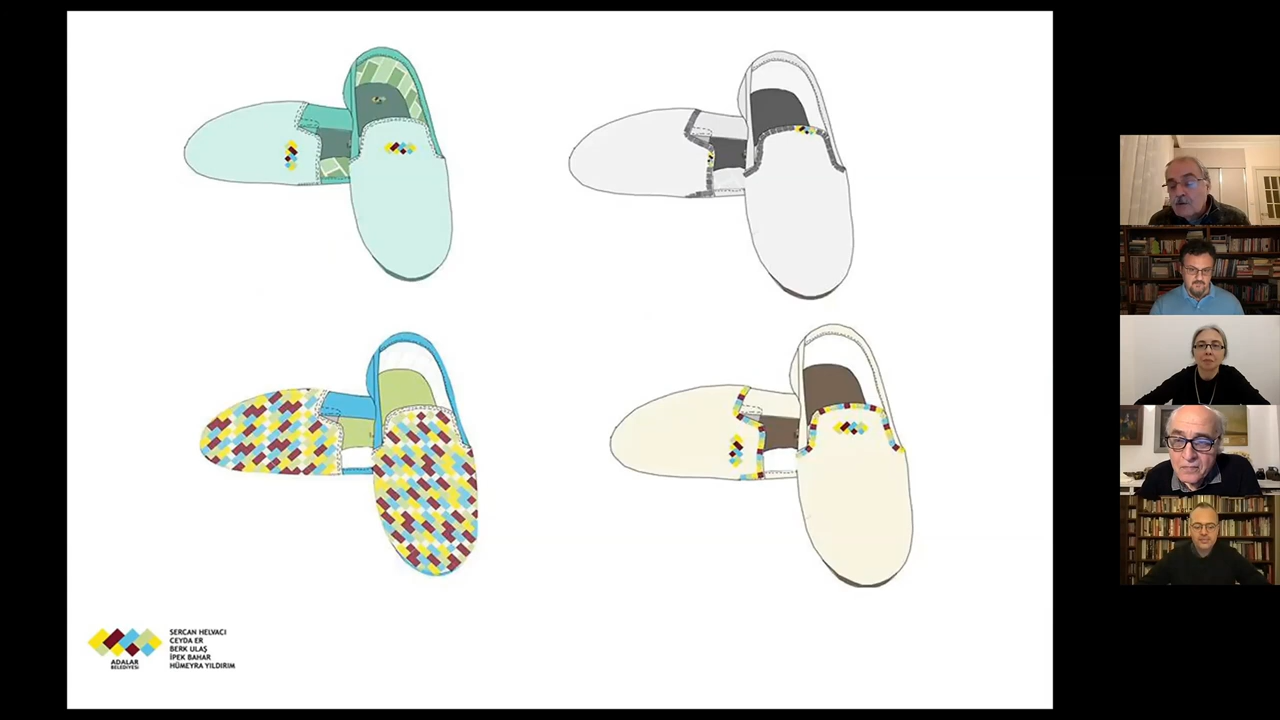 ADALAR
BELEDİYESİ
SERCAN HELVACI
CEYDA ER
BERK ULAŞ
İPEK BAHAR
HÜMEYRA YILDIRIM